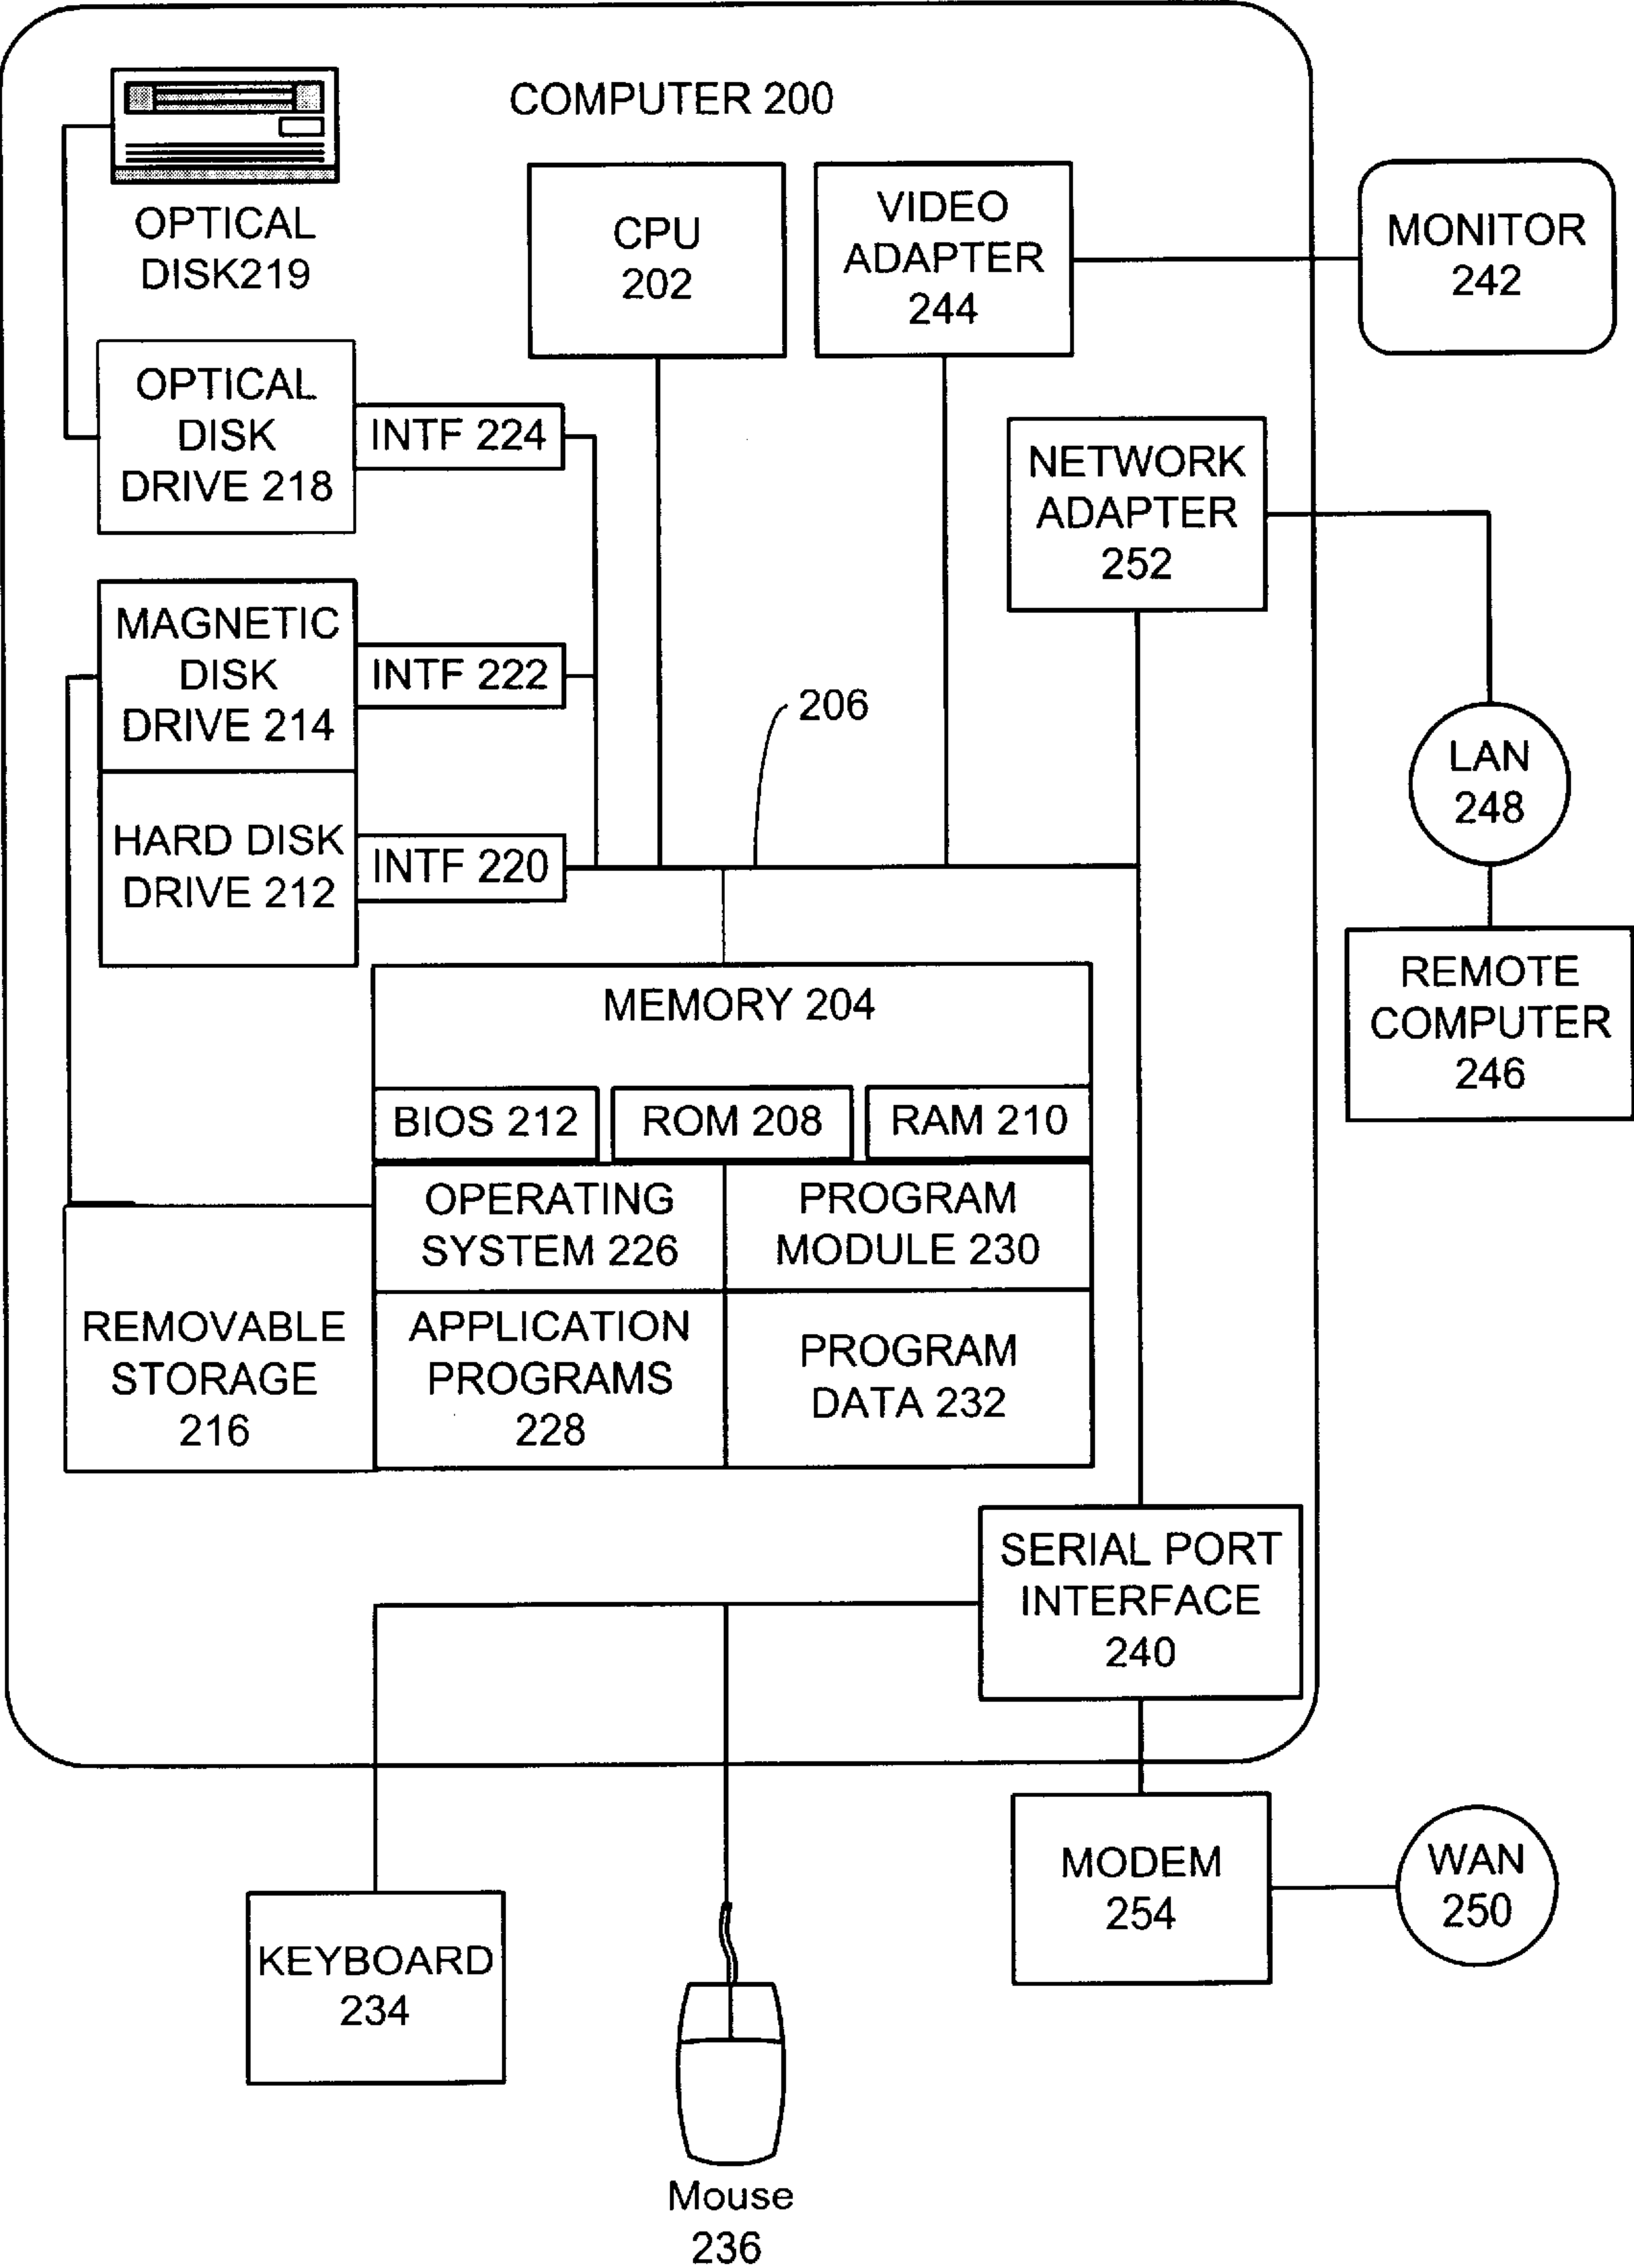 COMPUTER 200
OPTICAL
DISK219
CPU
202
VIDEO
ADAPTER
244
MONITOR
242
OPTICAL
DISK
DRIVE 218
INTF 224
NETWORK
ADAPTER
252
MAGNETIC
DISK
DRIVE 214
INTF 222
206
LAN
248
HARD DISK
DRIVE 212
INTF 220
REMOTE
COMPUTER
246
MEMORY 204
BIOS 212
ROM 208
RAM 210
OPERATING
SYSTEM 226
PROGRAM
MODULE 230
REMOVABLE
STORAGE
216
APPLICATION
PROGRAMS
228
PROGRAM
DATA 232
SERIAL PORT
INTERFACE
240
MODEM
254
WAN
250
KEYBOARD
234
Mouse
236